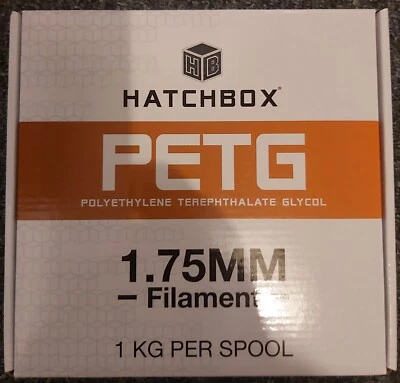 HB
HATCHBOX®
PETG
POLYETHYLENE TEREPHTHALATE GLYCOL
1.75MM
– Filament –
1 KG PER SPOOL